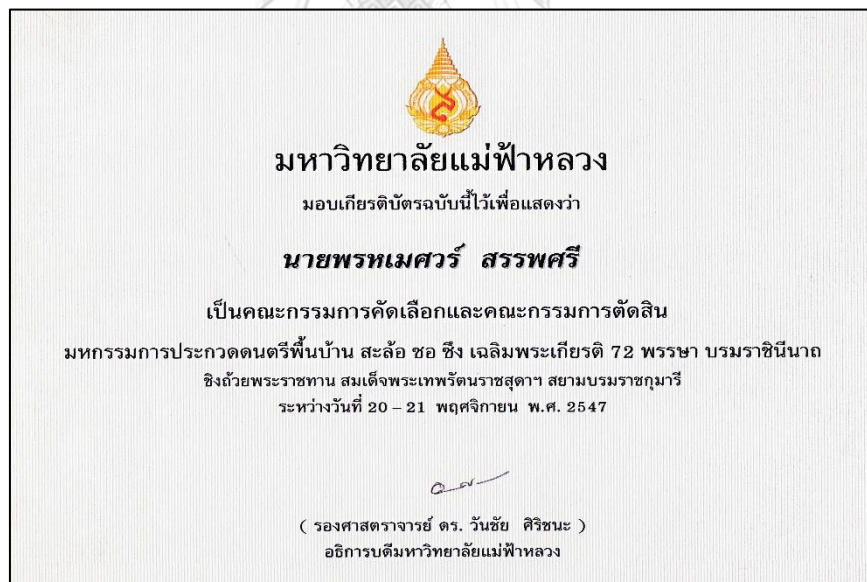 มหาวิทยาลัยแม่ฟ้าหลวง
มอบเกียรติบัตรฉบับนี้ไว้เพื่อแสดงว่า
นายพรหเมศวร์ สรรพศรี
เป็นคณะกรรมการคัดเลือกและคณะกรรมการตัดสิน
มหกรรมการประกวดดนตรีพื้นบ้าน สะล้อ ซอ ซึง เฉลิมพระเกียรติ 72 พรรษา บรมราชินีนาถ
ชิงถ้วยพระราชทาน สมเด็จพระเทพรัตนราชสุดาฯ สยามบรมราชกุมารี
ระหว่างวันที่ 20 – 21 พฤศจิกายน พ.ศ. 2547
( รองศาสตราจารย์ ดร. วันชัย ศิริชนะ )
อธิการบดีมหาวิทยาลัยแม่ฟ้าหลวง